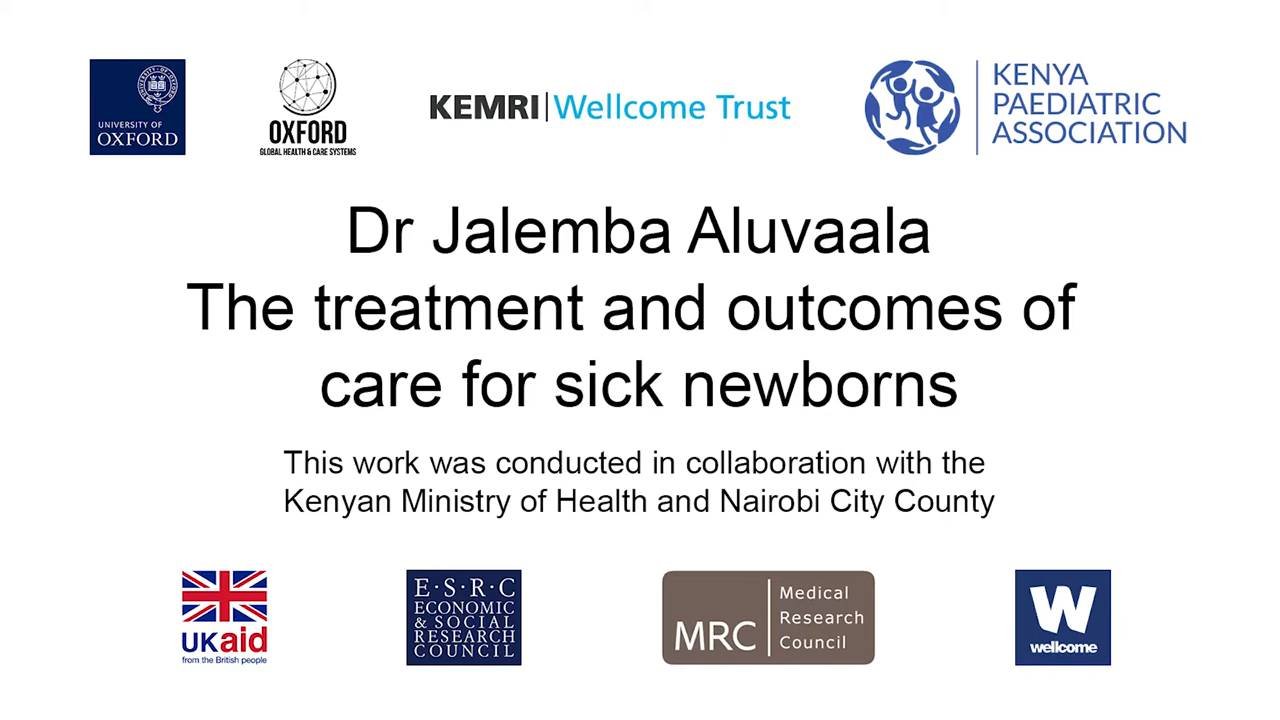 UNIVERSITY OF
OXFORD
OXFORD
GLOBAL HEALTH & CARE SYSTEMS
KEMRI|Wellcome Trust
KENYA
PAEDIATRIC
ASSOCIATION
Dr Jalemba Aluvaala
The treatment and outcomes of
care for sick newborns
This work was conducted in collaboration with the
Kenyan Ministry of Health and Nairobi City County
UKaid
from the British people
E·S·R·C
ECONOMIC
& SOCIAL
RESEARCH
COUNCIL
MRC
Medical
Research
Council
W
wellcome